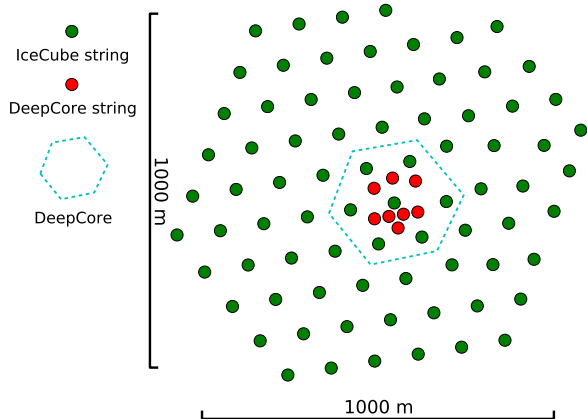 IceCube string
DeepCore string
DeepCore
1000 m
1000 m